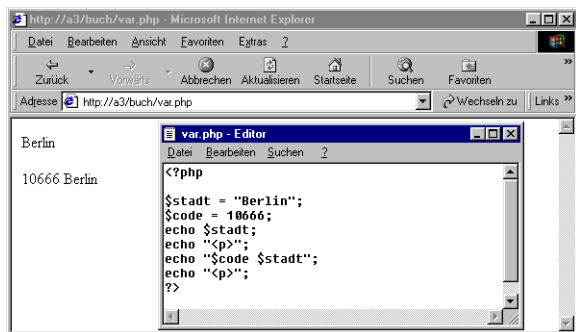 http://a3/buch/var.php - Microsoft Internet Explorer
Datei Bearbeiten Ansicht Favoriten Extras ?
Zurück Vorwärts Abbrechen Aktualisieren Startseite Suchen Favoriten »
Adresse http://a3/buch/var.php Wechseln zu Links »
Berlin
10666 Berlin
var.php - Editor
Datei Bearbeiten Suchen ?
<?php
$stadt = "Berlin";
$code = 10666;
echo $stadt;
echo "<p>";
echo "$code $stadt";
echo "<p>";
?>